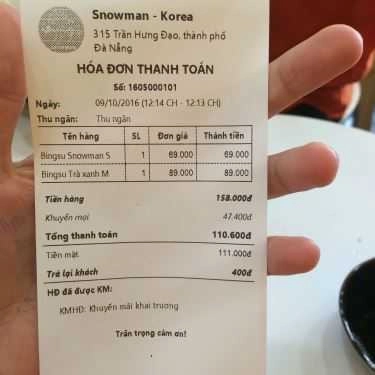 Snowman - Korea
315 Trần Hưng Đạo, thành phố
Đà Nẵng
HÓA ĐƠN THANH TOÁN
Số: 1605000101
Ngày: 09/10/2016 (12:14 CH - 12:13 CH)
Thu ngân: Thu ngân
Tên hàng SL Đơn giá Thành tiền
Bingsu Snowman S 1 69.000 69.000
Bingsu Trà xanh M 1 89.000 89.000
Tiền hàng 158.000đ
Khuyến mại 47.400đ
Tổng thanh toán 110.600đ
Tiền mặt 111.000đ
Trả lại khách 400đ
HĐ đã được KM:
KMHĐ: Khuyến mãi khai trương
Trân trọng cảm ơn!